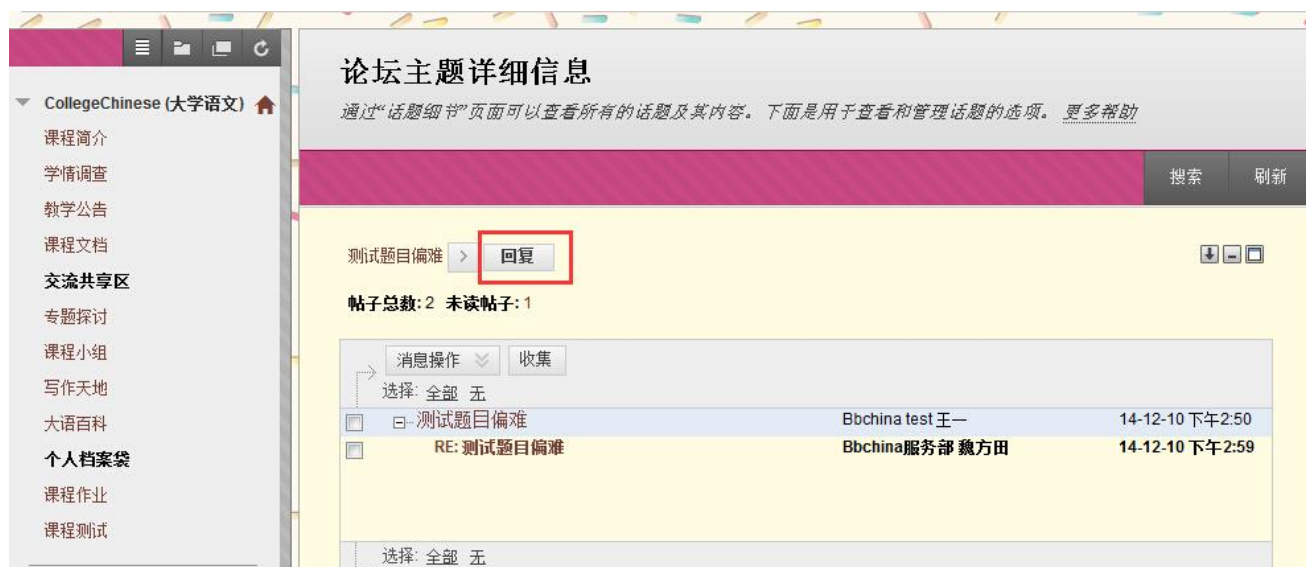 CollegeChinese (大学语文)
课程简介
学情调查
教学公告
课程文档
交流共享区
专题探讨
课程小组
写作天地
大语百科
个人档案袋
课程作业
课程测试
论坛主题详细信息
通过“话题细节”页面可以查看所有的话题及其内容。下面是用于查看和管理话题的选项。 更多帮助
搜索 刷新
测试题目偏难 > 回复
帖子总数: 2 未读帖子: 1
消息操作 收集
选择: 全部 无
测试题目偏难 Bbchina test 王一 14-12-10 下午2:50
RE: 测试题目偏难 Bbchina服务部 魏方田 14-12-10 下午2:59
选择: 全部 无